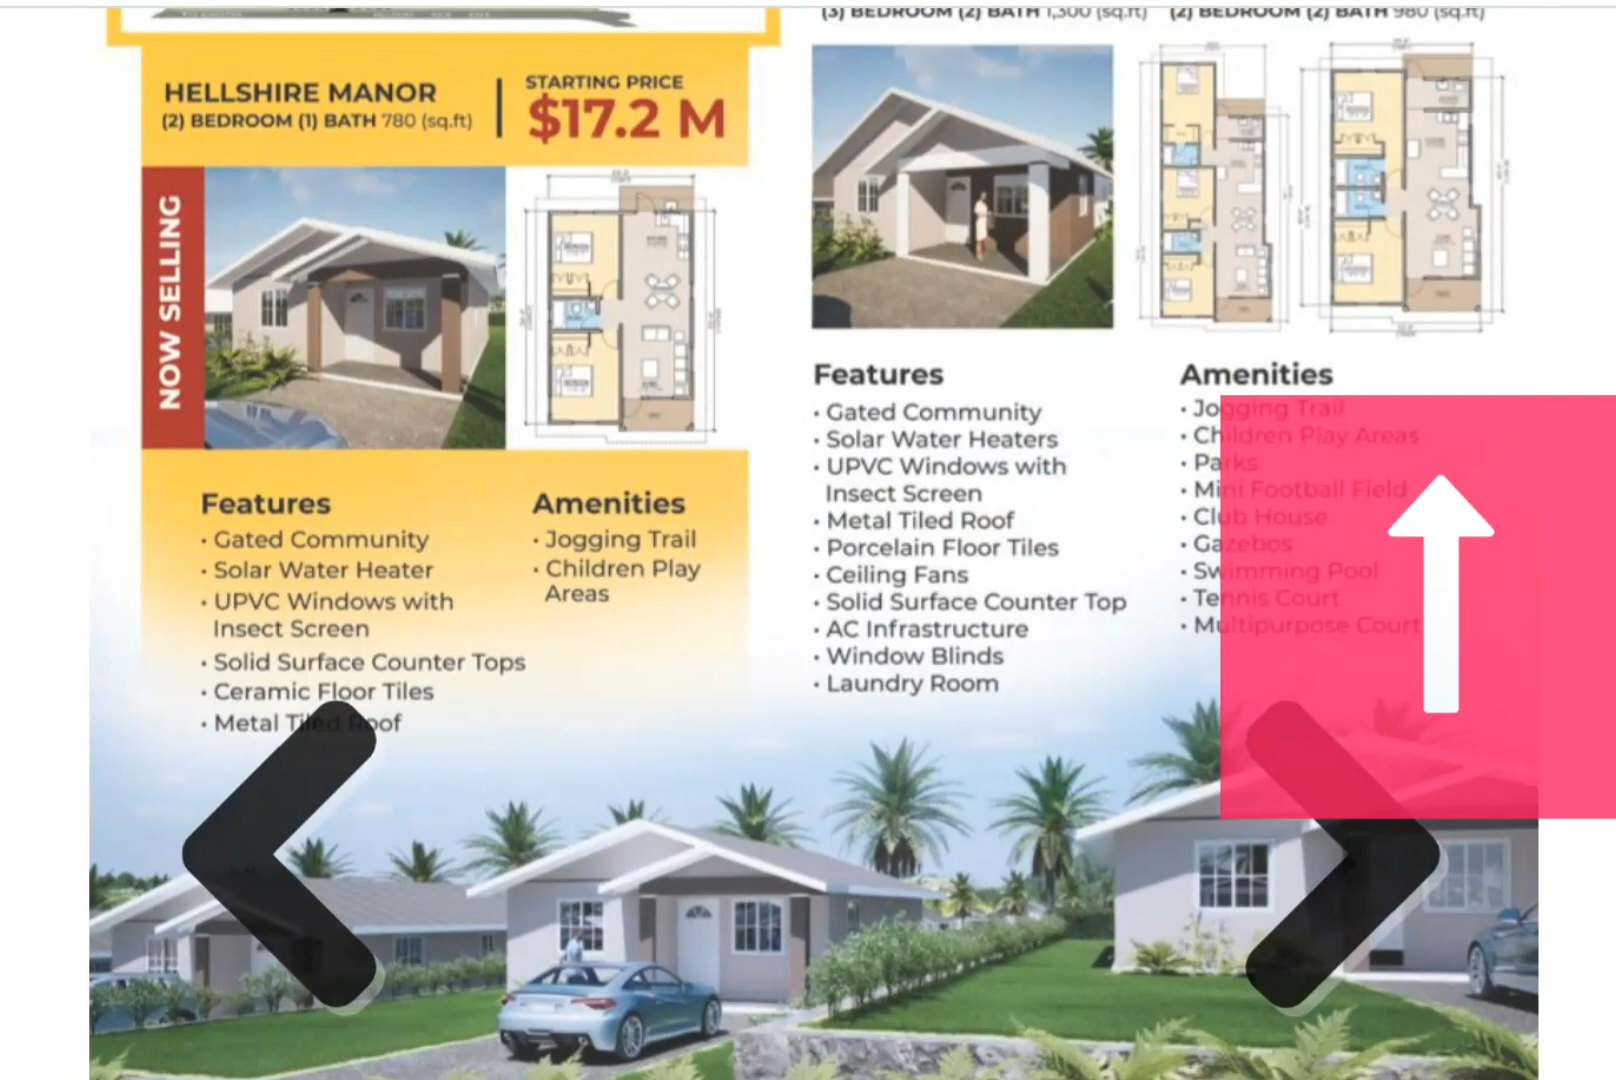 (3) BEDROOM (2) BATH 1,300 (sq.ft)
(2) BEDROOM (2) BATH 980 (sq.ft)
HELLSHIRE MANOR
(2) BEDROOM (1) BATH 780 (sq.ft)
STARTING PRICE
$17.2 M
NOW SELLING
Features
• Gated Community
• Solar Water Heater
• UPVC Windows with
Insect Screen
• Solid Surface Counter Tops
• Ceramic Floor Tiles
• Metal Tiled Roof
Amenities
• Jogging Trail
• Children Play
Areas
Features
• Gated Community
• Solar Water Heaters
• UPVC Windows with
Insect Screen
• Metal Tiled Roof
• Porcelain Floor Tiles
• Ceiling Fans
• Solid Surface Counter Top
• AC Infrastructure
• Window Blinds
• Laundry Room
Amenities
• Jogging Trail
• Children Play Areas
• Parks
• Mini Football Field
• Club House
• Gazebos
• Swimming Pool
• Tennis Court
• Multipurpose Court